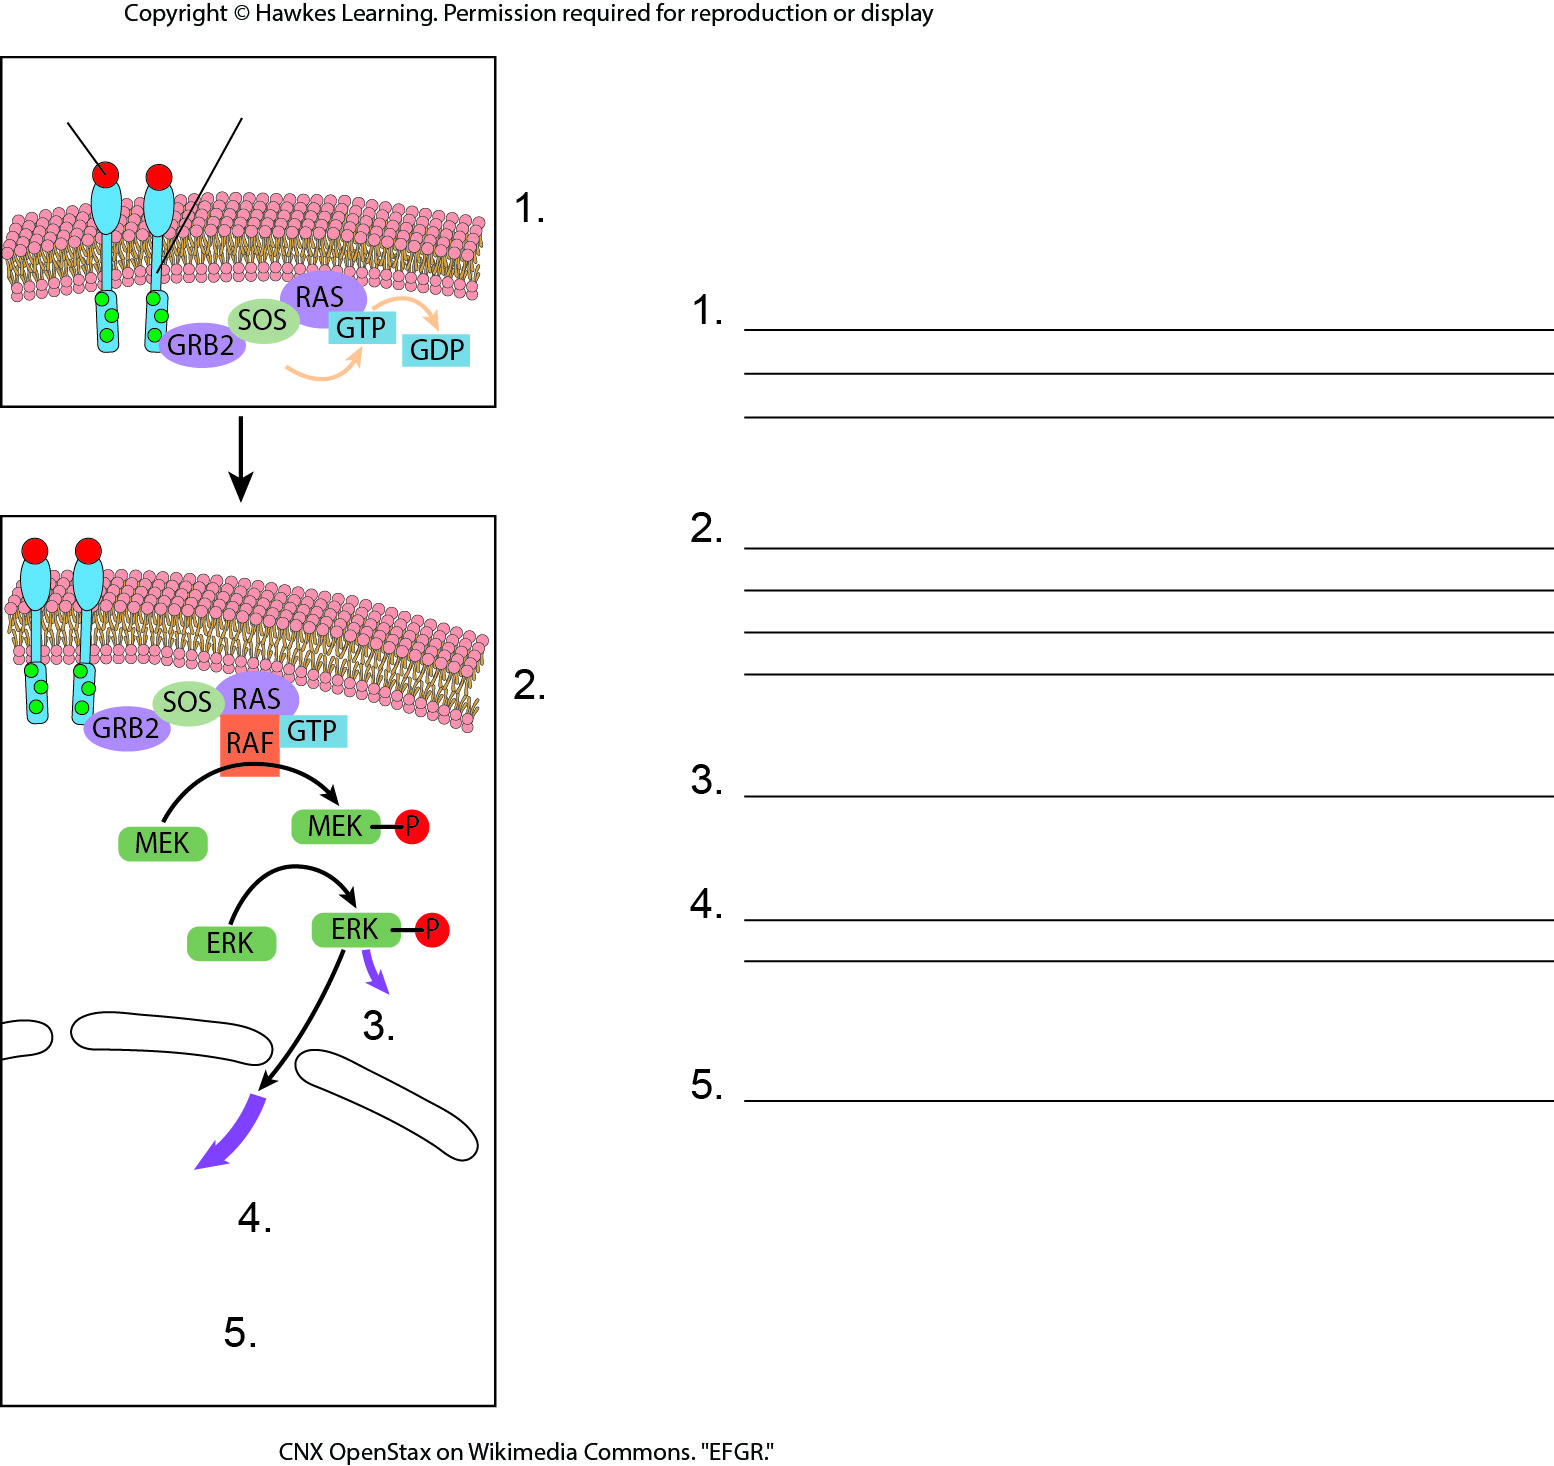 Copyright © Hawkes Learning. Permission required for reproduction or display
1.
RAS
SOS
GTP
GRB2
GDP
1.
2.
SOS
RAS
2.
GRB2
RAF
GTP
MEK
MEK
P
3.
ERK
ERK
P
4.
3.
5.
4.
5.
CNX OpenStax on Wikimedia Commons. "EFGR."